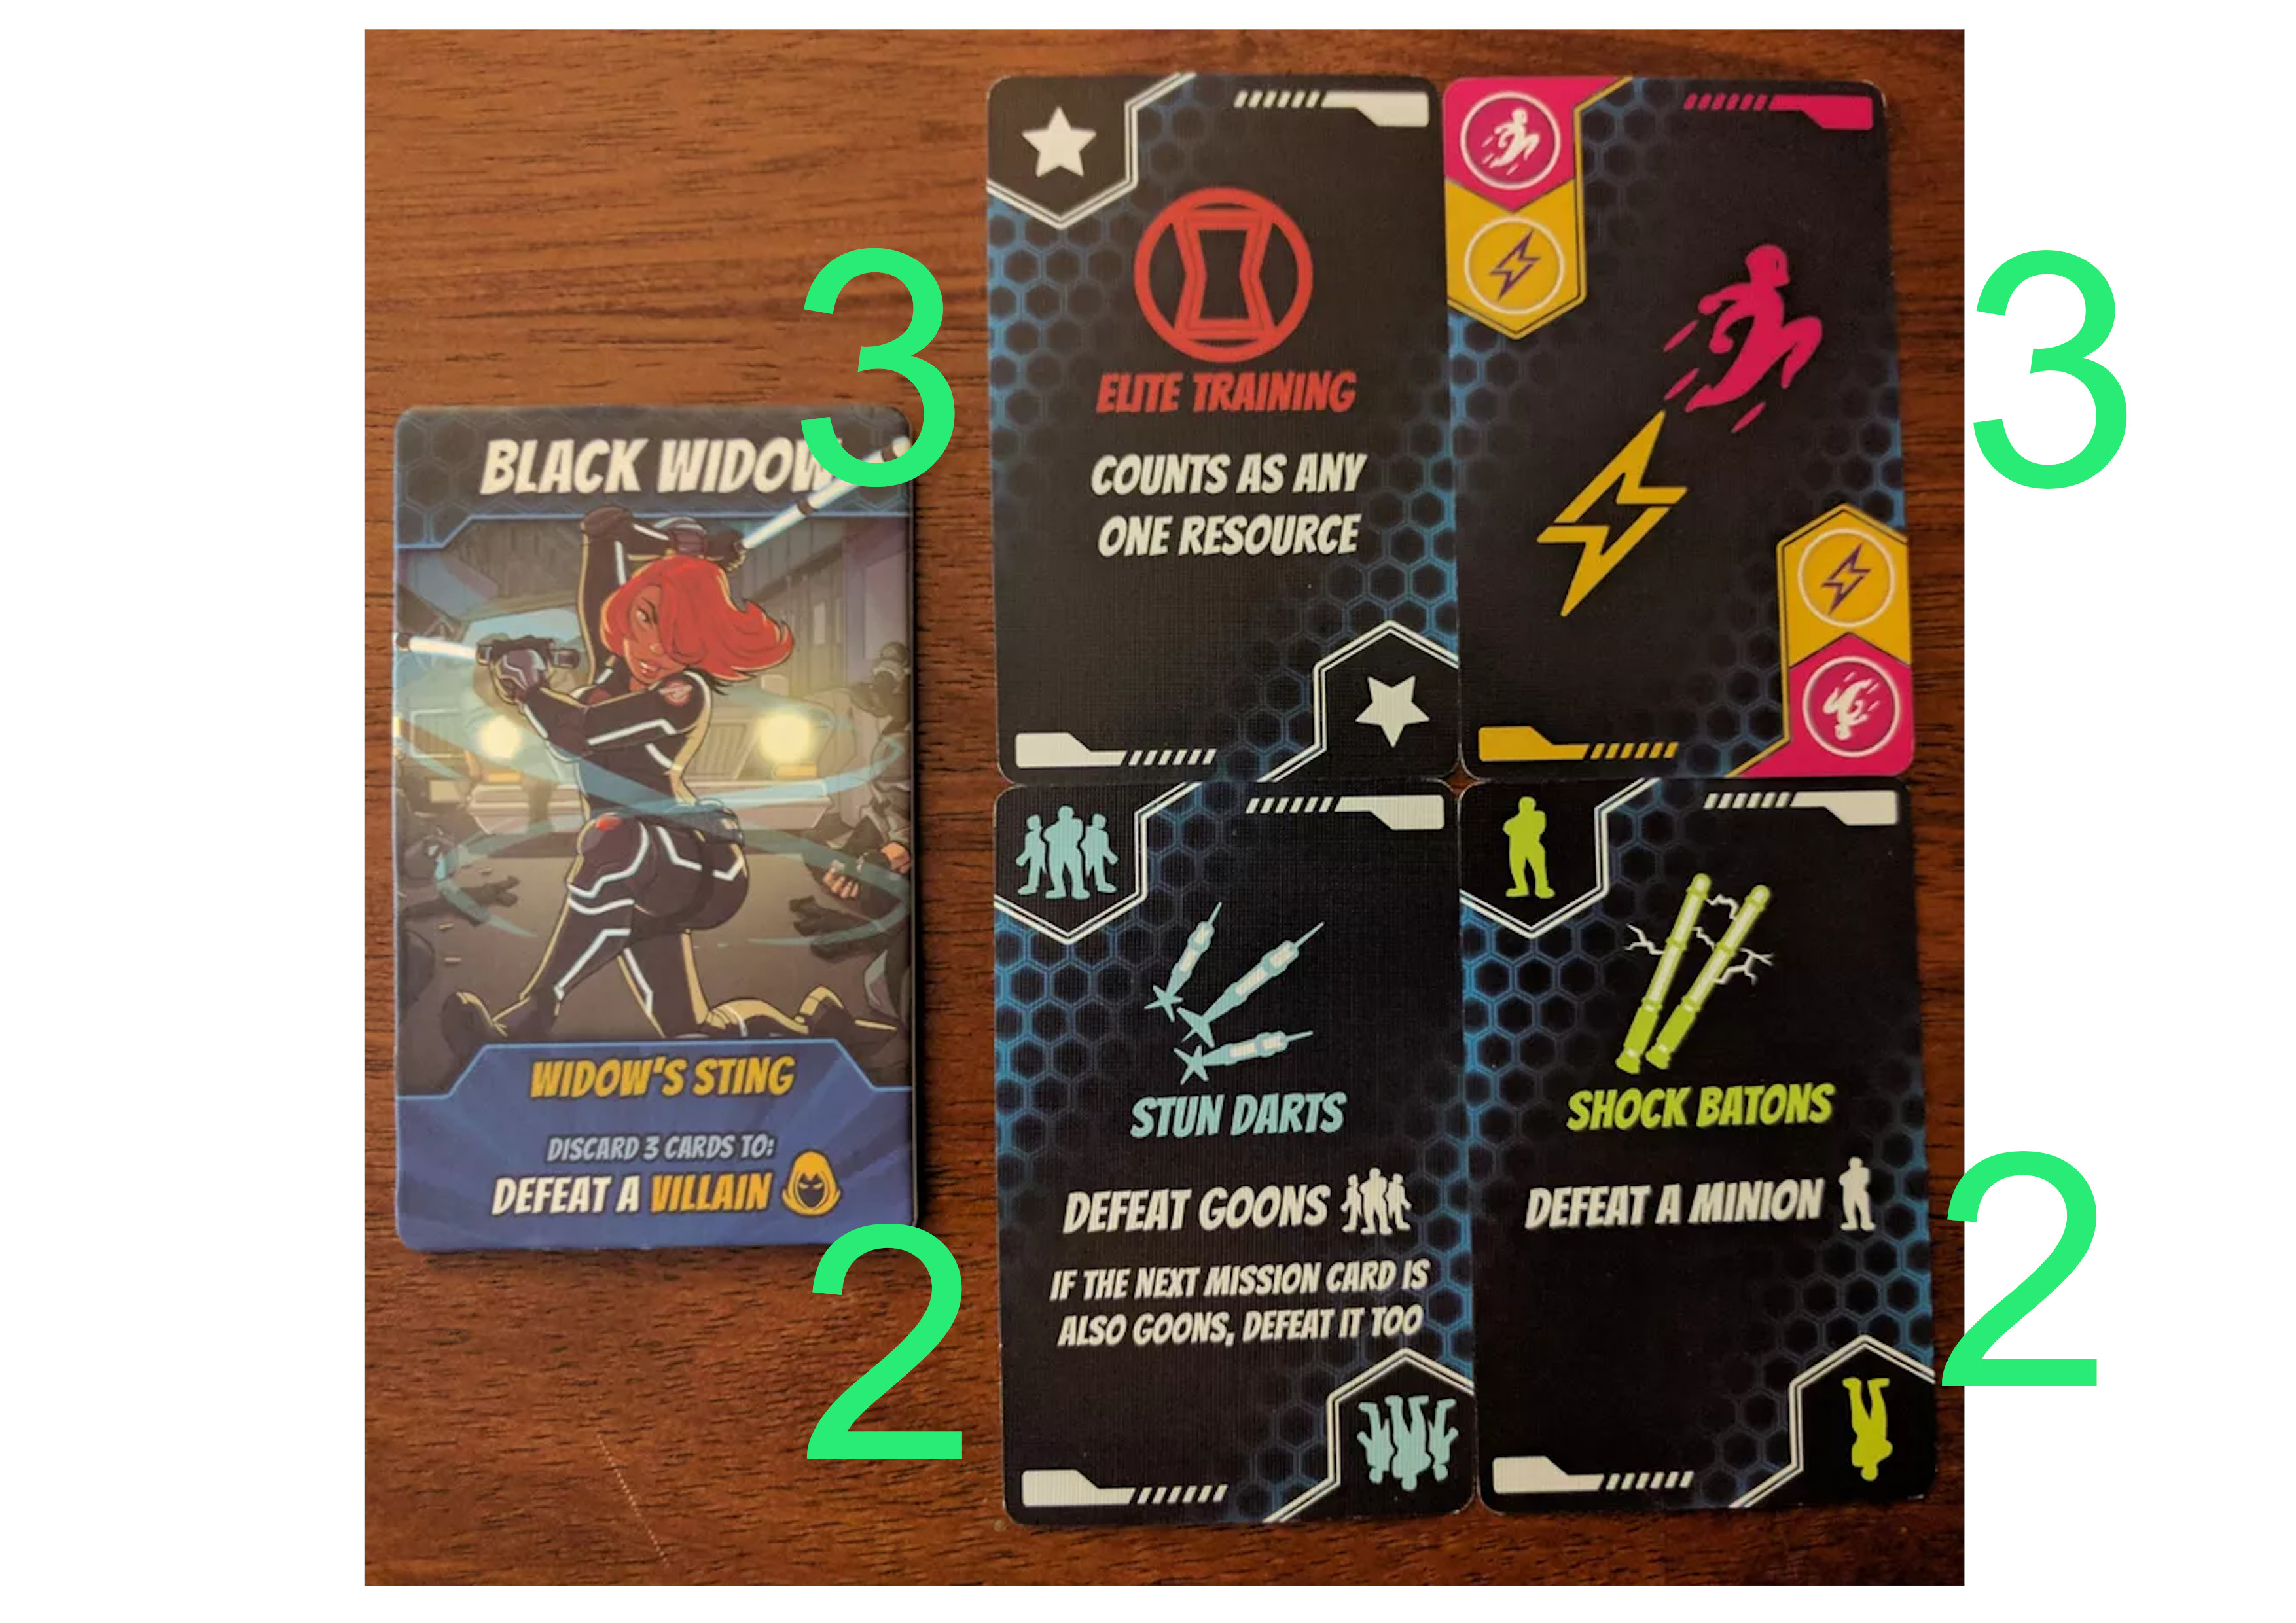 3
3
BLACK WIDOW
WIDOW'S STING
DISCARD 3 CARDS TO:
DEFEAT A VILLAIN
2
ELITE TRAINING
COUNTS AS ANY
ONE RESOURCE
STUN DARTS
DEFEAT GOONS
IF THE NEXT MISSION CARD IS
ALSO GOONS, DEFEAT IT TOO
SHOCK BATONS
DEFEAT A MINION
2